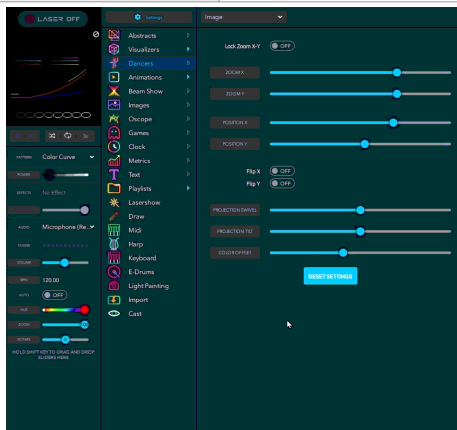 LASER OFF
PATTERN Color Curve
POWER
EFFECTS No Effect
AUDIO Microphone (Re..
VOLUME
BPM 120.00
AUTO OFF
HUE
ZOOM
ROTATE
HOLD SHIFT KEY TO DRAG AND DROP
SLIDERS HERE
Settings
Abstracts
Visualizers
Dancers
Animations
Beam Show
Images
Oscope
Games
Clock
Metrics
Text
Playlists
Lasershow
Draw
Midi
Harp
Keyboard
E-Drums
Light Painting
Import
Cast
Image
Lock Zoom X-Y OFF
ZOOM X
ZOOM Y
POSITION X
POSITION Y
Flip X OFF
Flip Y OFF
PROJECTION SWIVEL
PROJECTION TILT
COLOR OFFSET
RESET SETTINGS